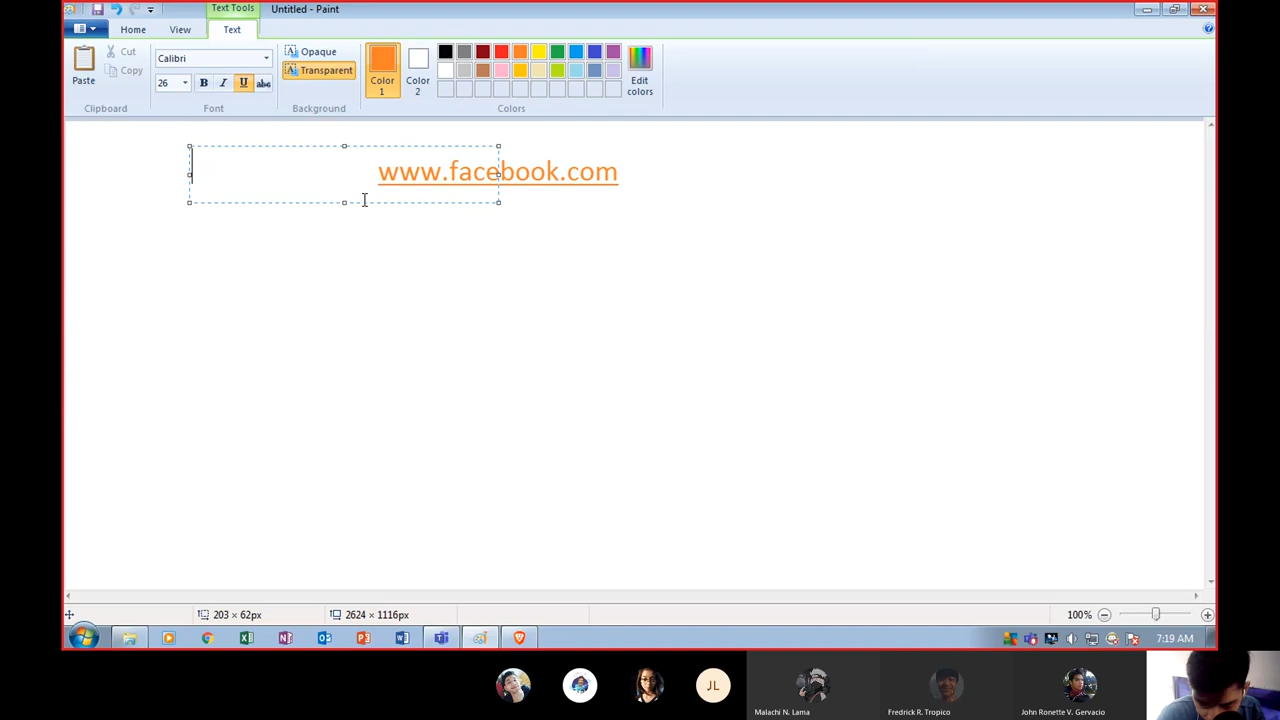 Text Tools
Untitled - Paint
Home
View
Text
Paste
Cut
Copy
Clipboard
Calibri
26
B
I
U
abc
Font
Opaque
Transparent
Background
Color 1
Color 2
Edit colors
Colors
www.facebook.com
203 × 62px
2624 × 1116px
100%
7:19 AM
JL
Malachi N. Lama
Fredrick R. Tropico
John Ronette V. Gervacio